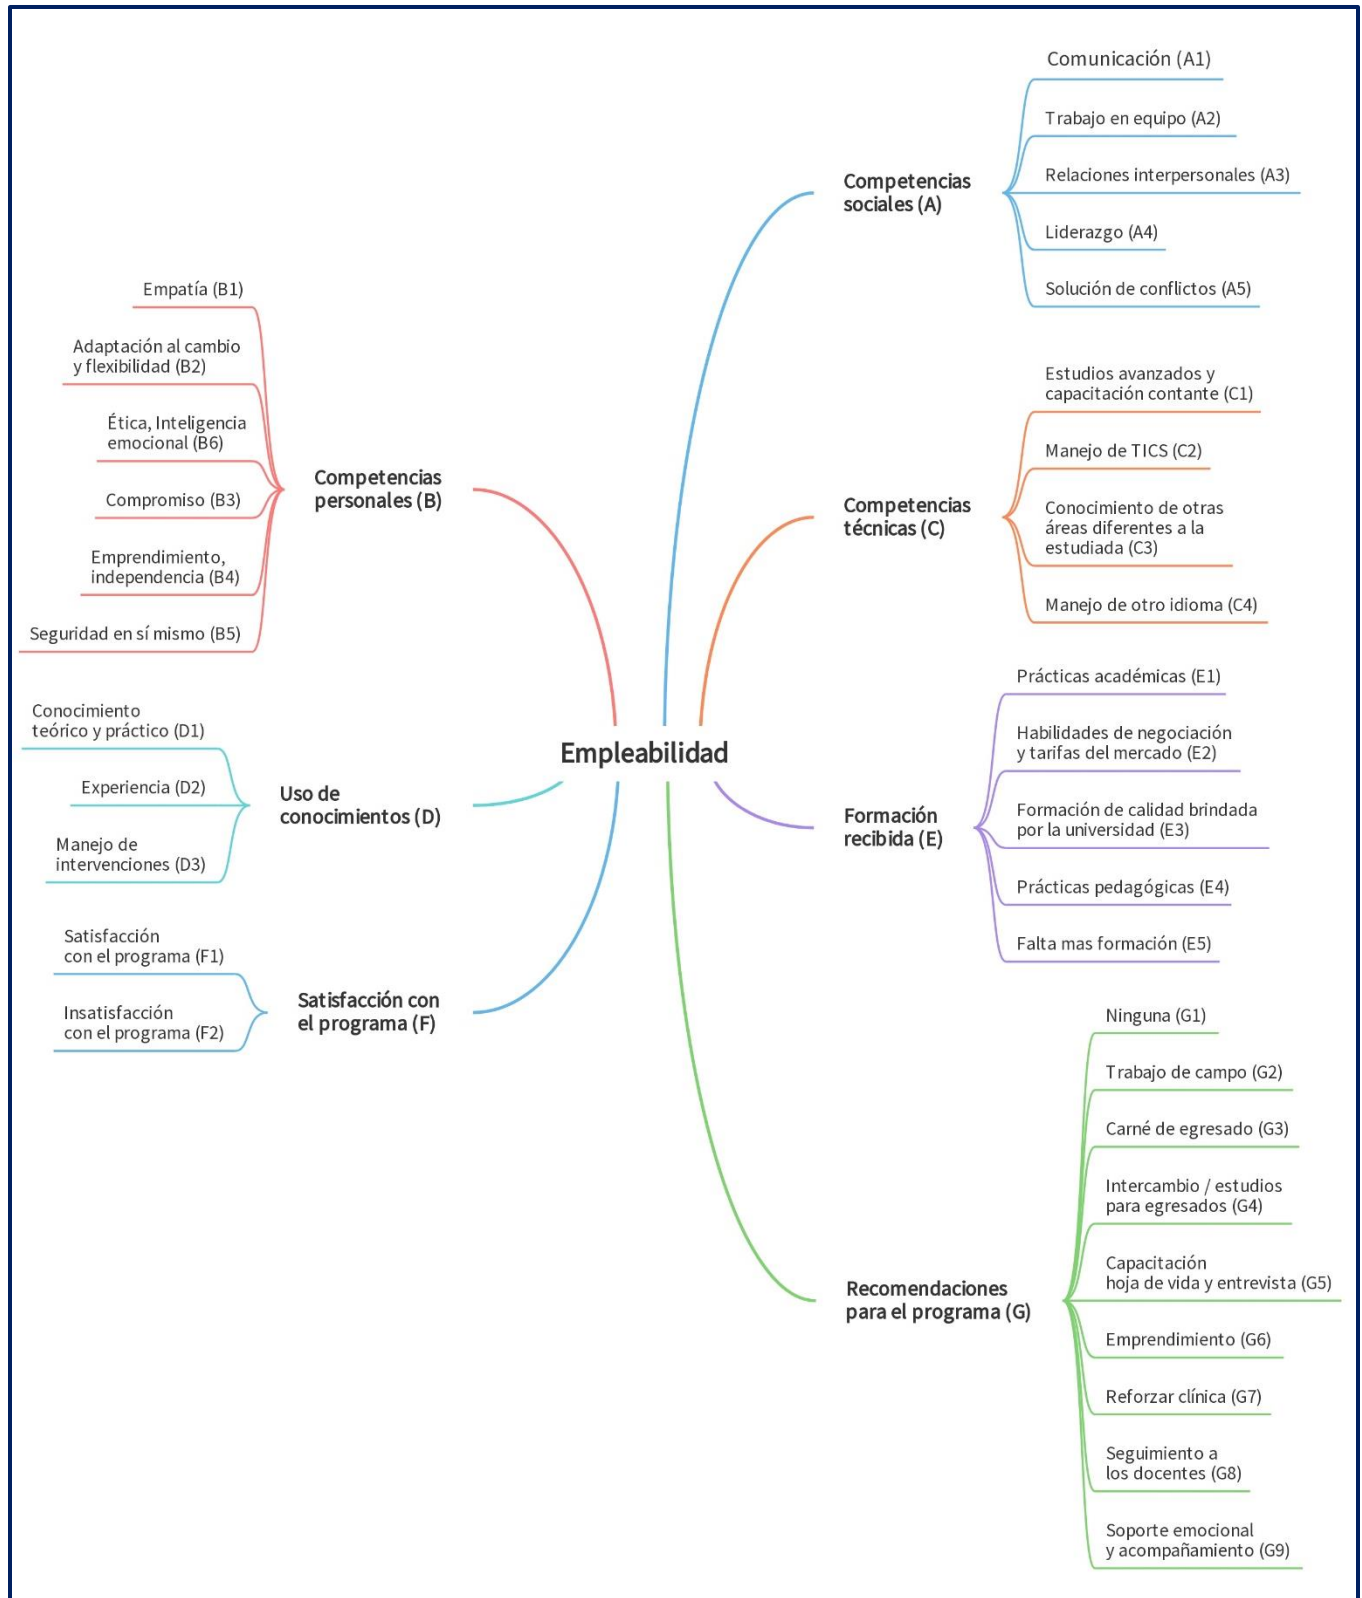 Empleabilidad
Competencias
sociales (A)
Comunicación (A1)
Trabajo en equipo (A2)
Relaciones interpersonales (A3)
Liderazgo (A4)
Solución de conflictos (A5)
Competencias
personales (B)
Empatía (B1)
Adaptación al cambio
y flexibilidad (B2)
Ética, Inteligencia
emocional (B6)
Compromiso (B3)
Emprendimiento,
independencia (B4)
Seguridad en sí mismo (B5)
Competencias
técnicas (C)
Estudios avanzados y
capacitación contante (C1)
Manejo de TICS (C2)
Conocimiento de otras
áreas diferentes a la
estudiada (C3)
Manejo de otro idioma (C4)
Uso de
conocimientos (D)
Conocimiento
teórico y práctico (D1)
Experiencia (D2)
Manejo de
intervenciones (D3)
Formación
recibida (E)
Prácticas académicas (E1)
Habilidades de negociación
y tarifas del mercado (E2)
Formación de calidad brindada
por la universidad (E3)
Prácticas pedagógicas (E4)
Falta mas formación (E5)
Satisfacción con
el programa (F)
Satisfacción
con el programa (F1)
Insatisfacción
con el programa (F2)
Recomendaciones
para el programa (G)
Ninguna (G1)
Trabajo de campo (G2)
Carné de egresado (G3)
Intercambio / estudios
para egresados (G4)
Capacitación
hoja de vida y entrevista (G5)
Emprendimiento (G6)
Reforzar clínica (G7)
Seguimiento a
los docentes (G8)
Soporte emocional
y acompañamiento (G9)